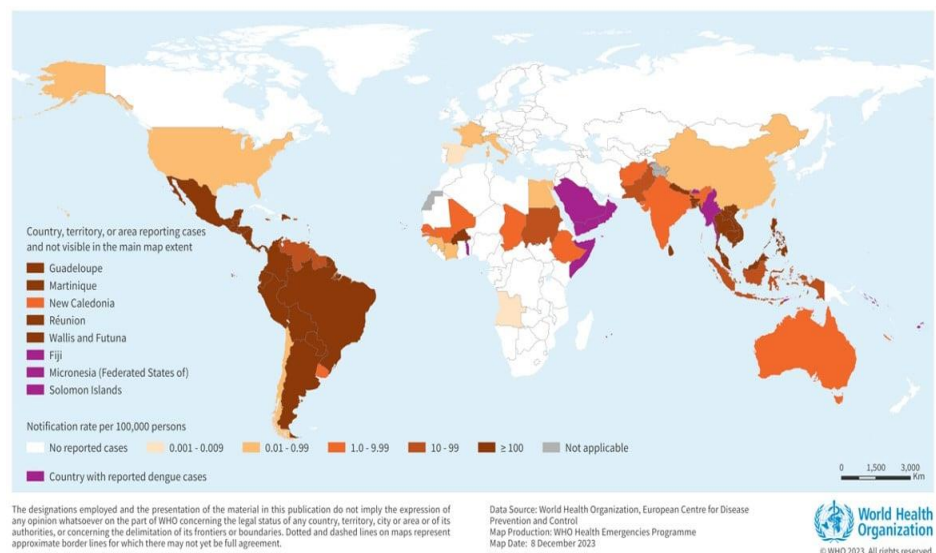 Country, territory, or area reporting cases
and not visible in the main map extent
Guadeloupe
Martinique
New Caledonia
Réunion
Wallis and Futuna
Fiji
Micronesia (Federated States of)
Solomon Islands
Notification rate per 100,000 persons
No reported cases
0.001 - 0.009
0.01 - 0.99
1.0 - 9.99
10 - 99
≥ 100
Not applicable
Country with reported dengue cases
0 1,500 3,000
Km
The designations employed and the presentation of the material in this publication do not imply the expression of
any opinion whatsoever on the part of WHO concerning the legal status of any country, territory, city or area or of its
authorities, or concerning the delimitation of its frontiers or boundaries. Dotted and dashed lines on maps represent
approximate border lines for which there may not yet be full agreement.
Data Source: World Health Organization, European Centre for Disease
Prevention and Control
Map Production: WHO Health Emergencies Programme
Map Date: 8 December 2023
World Health
Organization
© WHO 2023. All rights reserved.